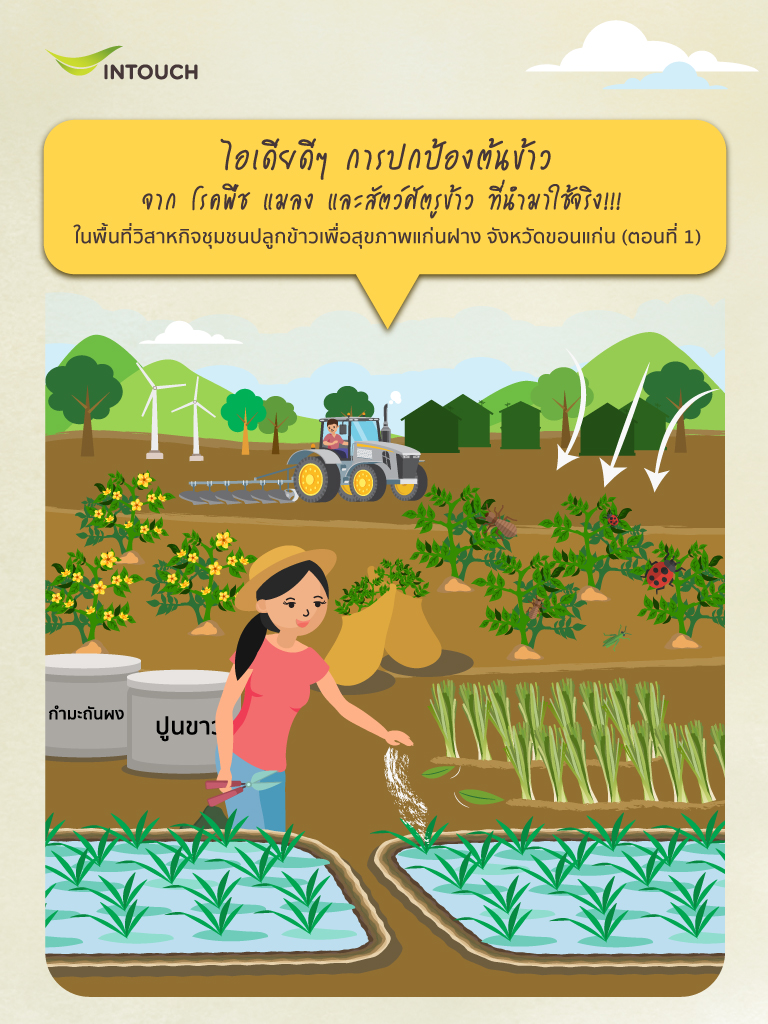 INTOUCH
ไอเดียดีๆ การปกป้องต้นข้าว
จาก โรคพืช แมลง และสัตว์ศัตรูข้าว ที่นำมาใช้จริง!!!
ในพื้นที่วิสาหกิจชุมชนปลูกข้าวเพื่อสุขภาพแก่นฝาง จังหวัดขอนแก่น (ตอนที่ 1)
กำมะถันผง
ปูนขาว